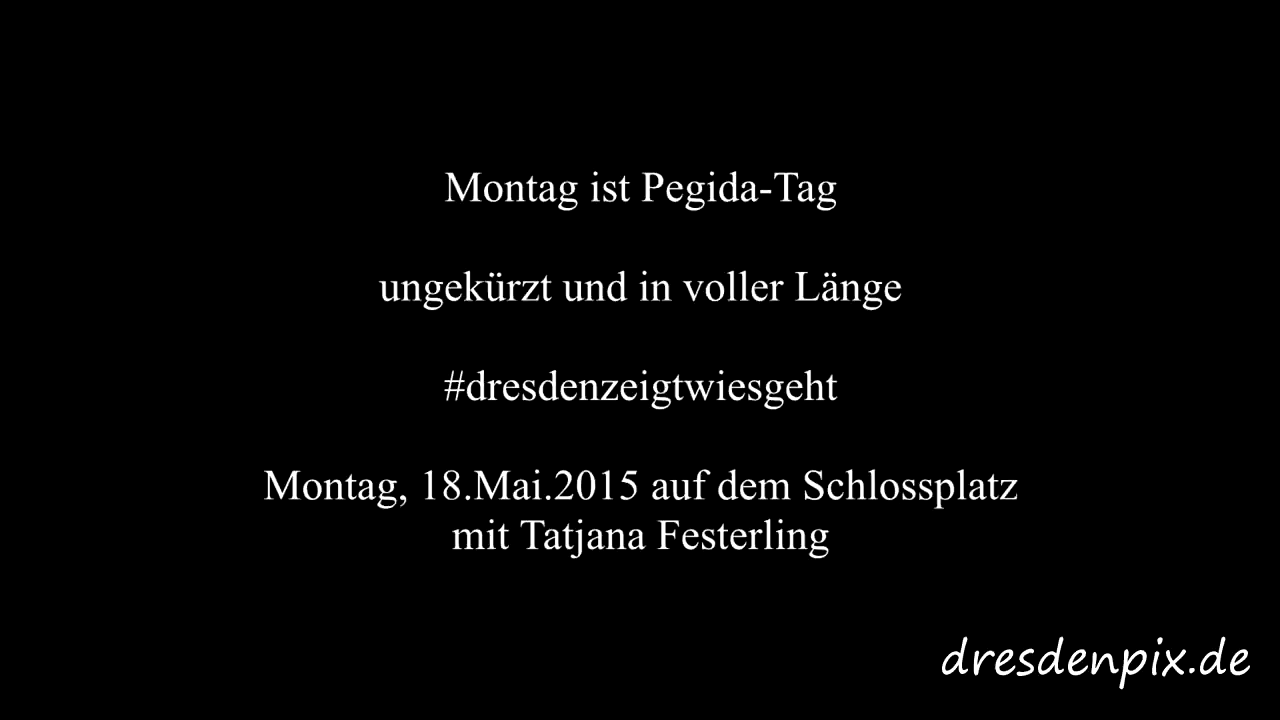 Montag ist Pegida-Tag
ungekürzt und in voller Länge
#dresdenzeigtwiesgeht
Montag, 18.Mai.2015 auf dem Schlossplatz
mit Tatjana Festerling
dresdenpix.de